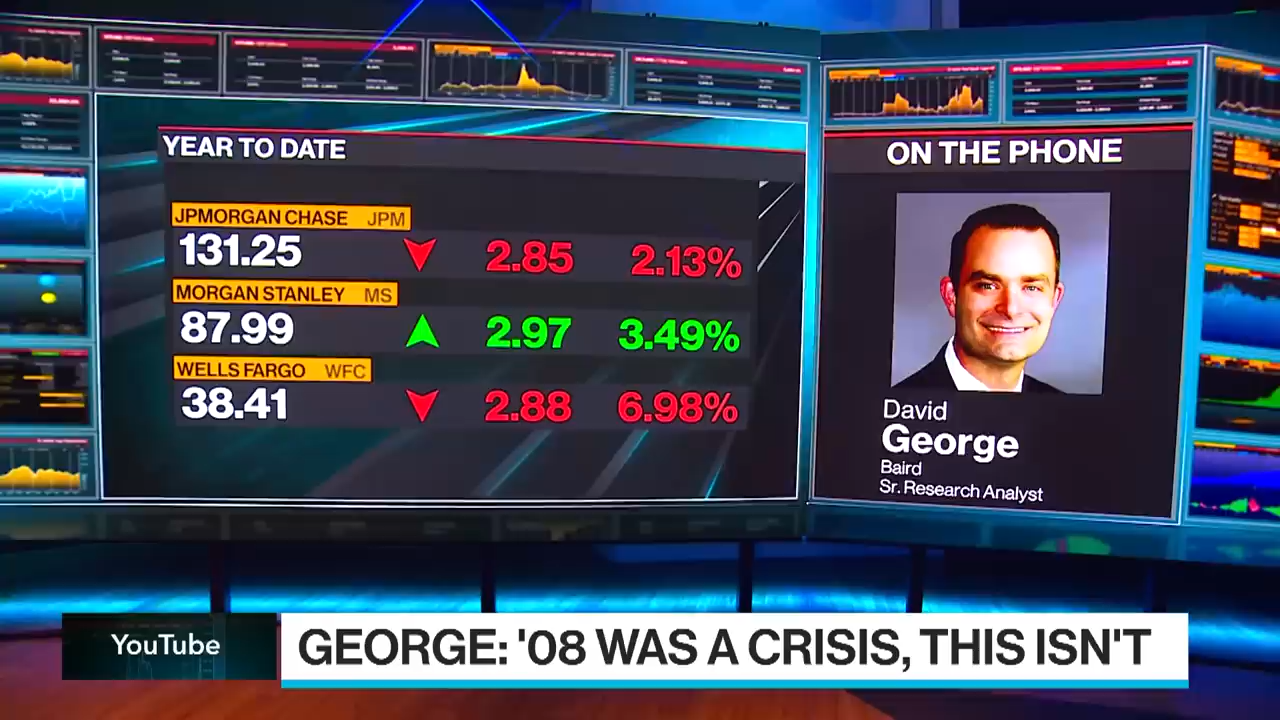 YEAR TO DATE
JPMORGAN CHASE JPM
131.25 2.85 2.13%
MORGAN STANLEY MS
87.99 2.97 3.49%
WELLS FARGO WFC
38.41 2.88 6.98%
ON THE PHONE
David
George
Baird
Sr. Research Analyst
YouTube
GEORGE: '08 WAS A CRISIS, THIS ISN'T